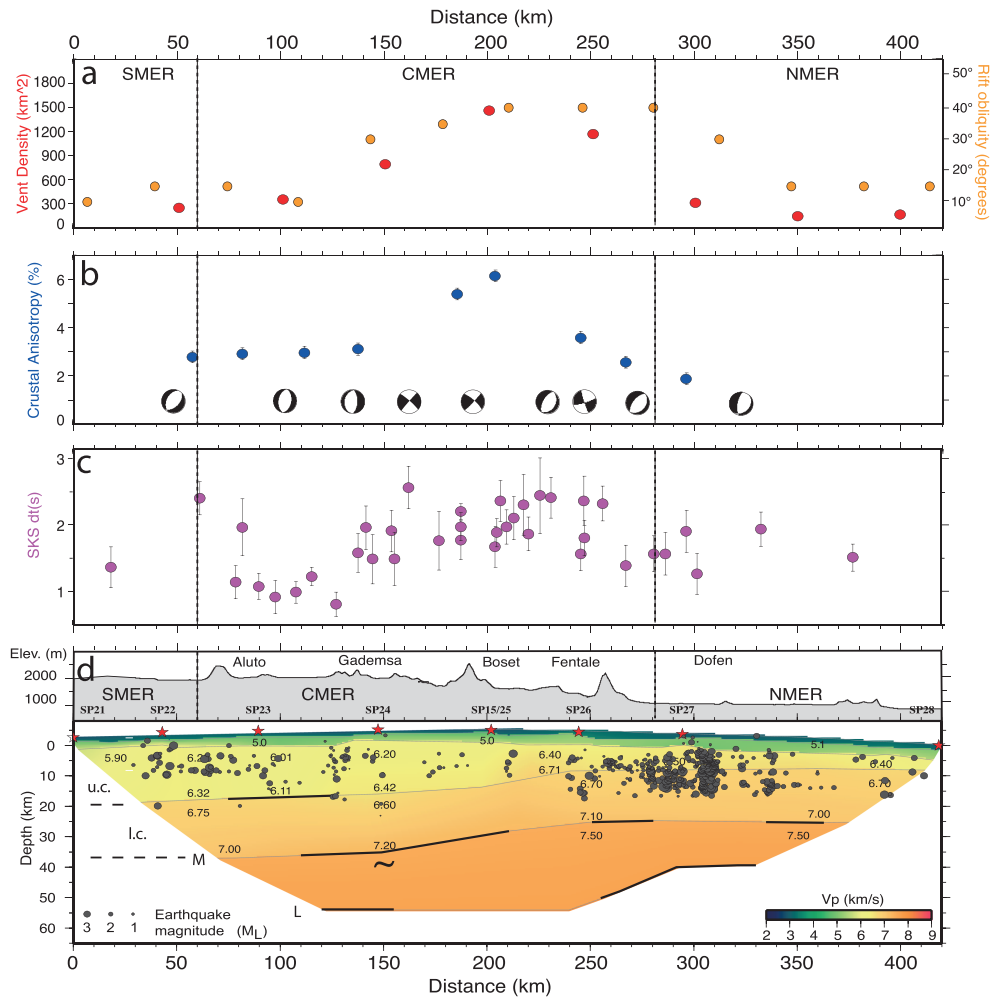 Distance (km)
0 50 100 150 200 250 300 350 400
a SMER CMER NMER
Vent Density (km^2)
1800
1500
1200
900
600
300
0
50°
40°
30°
20°
10°
Rift obliquity (degrees)
b
Crustal Anisotropy (%)
6
4
2
0
c
SKS dt(s)
3
2
1
Elev. (m)
2000
1000
d Aluto Gademsa Boset Fentale Dofen
SMER CMER NMER
SP21 SP22 SP23 SP24 SP15/25 SP26 SP27 SP28
Depth (km)
0
10
20
30
40
50
60
5.0 5.0 5.1
5.90 6.01 6.20 6.40 6.40
6.71 6.70 6.70
6.32 6.11 6.42
6.75 6.60
7.10 7.00
7.50 7.50
7.00 7.20
u.c.
l.c.
M
~
L
Earthquake
magnitude (ML)
3 2 1
Vp (km/s)
2 3 4 5 6 7 8 9
0 50 100 150 200 250 300 350 400
Distance (km)